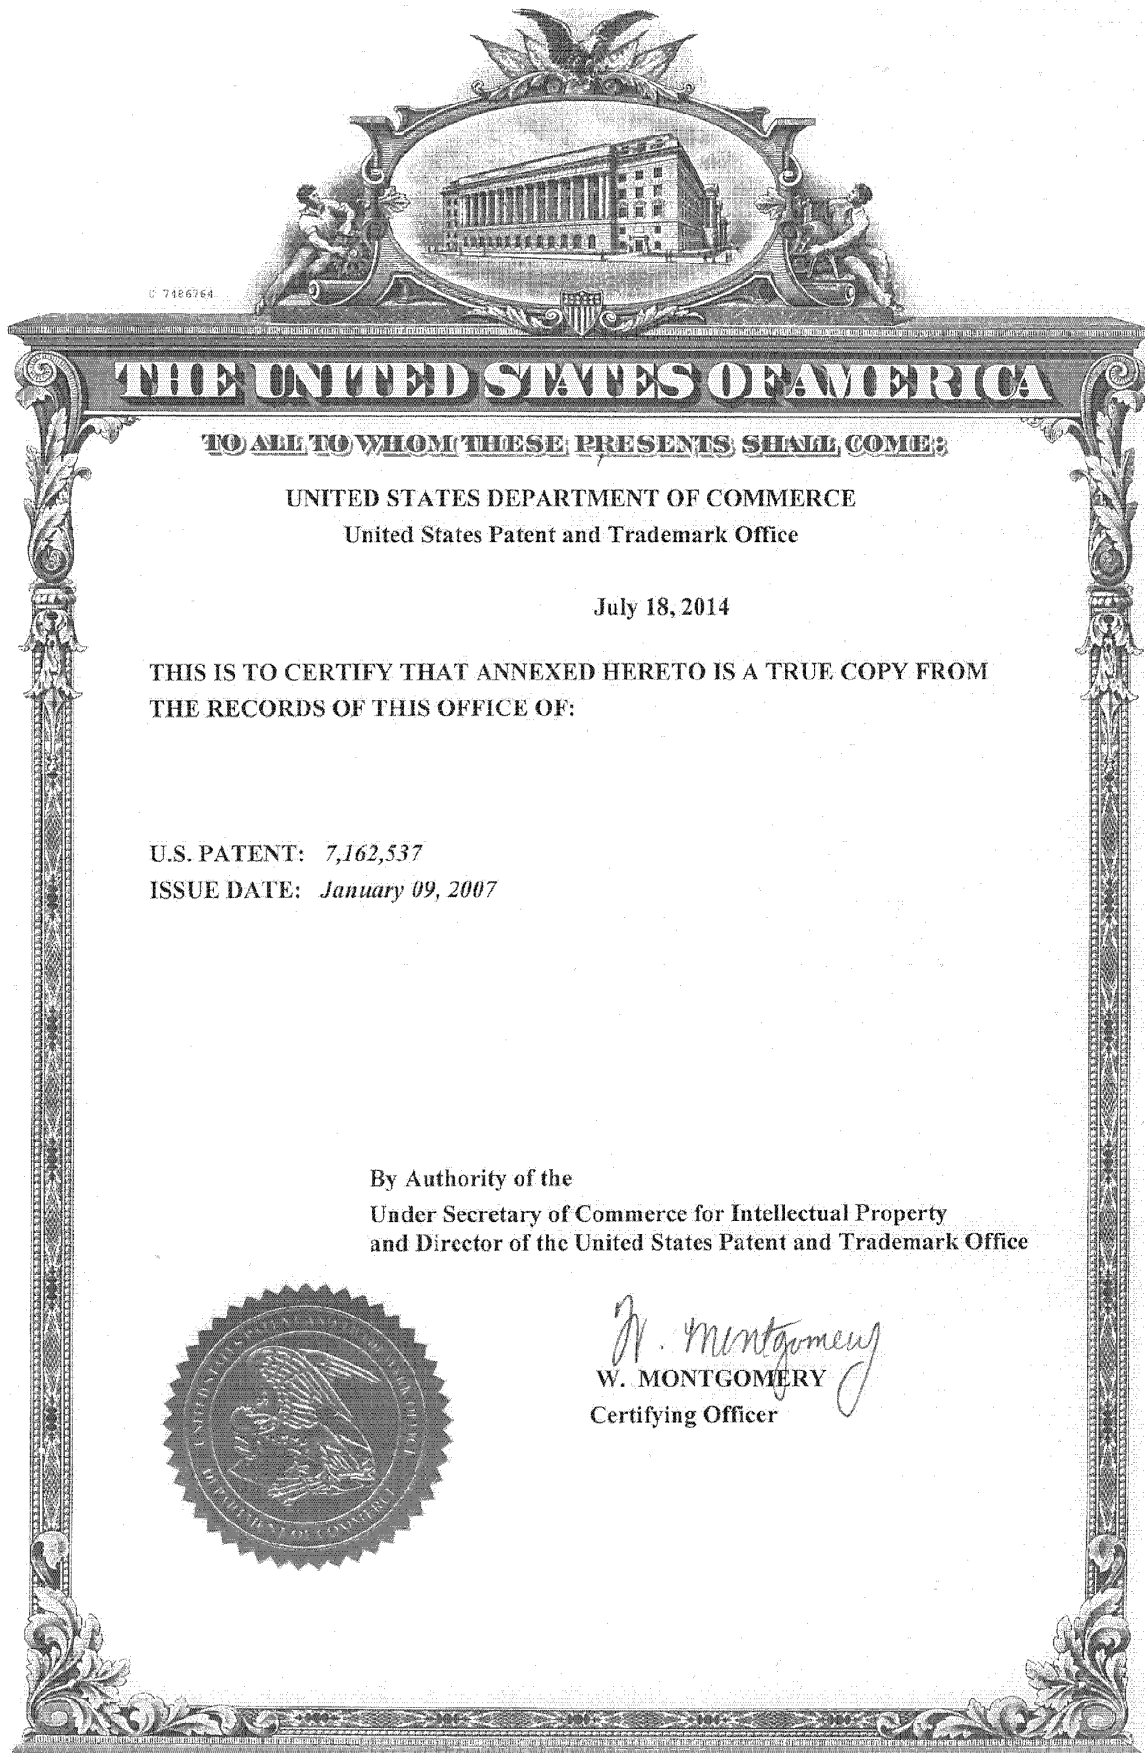 C 7486764
THE UNITED STATES OF AMERICA
TO ALL TO WHOM THESE PRESENTS SHALL COME:
UNITED STATES DEPARTMENT OF COMMERCE
United States Patent and Trademark Office
July 18, 2014
THIS IS TO CERTIFY THAT ANNEXED HERETO IS A TRUE COPY FROM
THE RECORDS OF THIS OFFICE OF:
U.S. PATENT: 7,162,537
ISSUE DATE: January 09, 2007
By Authority of the
Under Secretary of Commerce for Intellectual Property
and Director of the United States Patent and Trademark Office
W. Montgomery
W. MONTGOMERY
Certifying Officer
DEPARTMENT OF COMMERCE